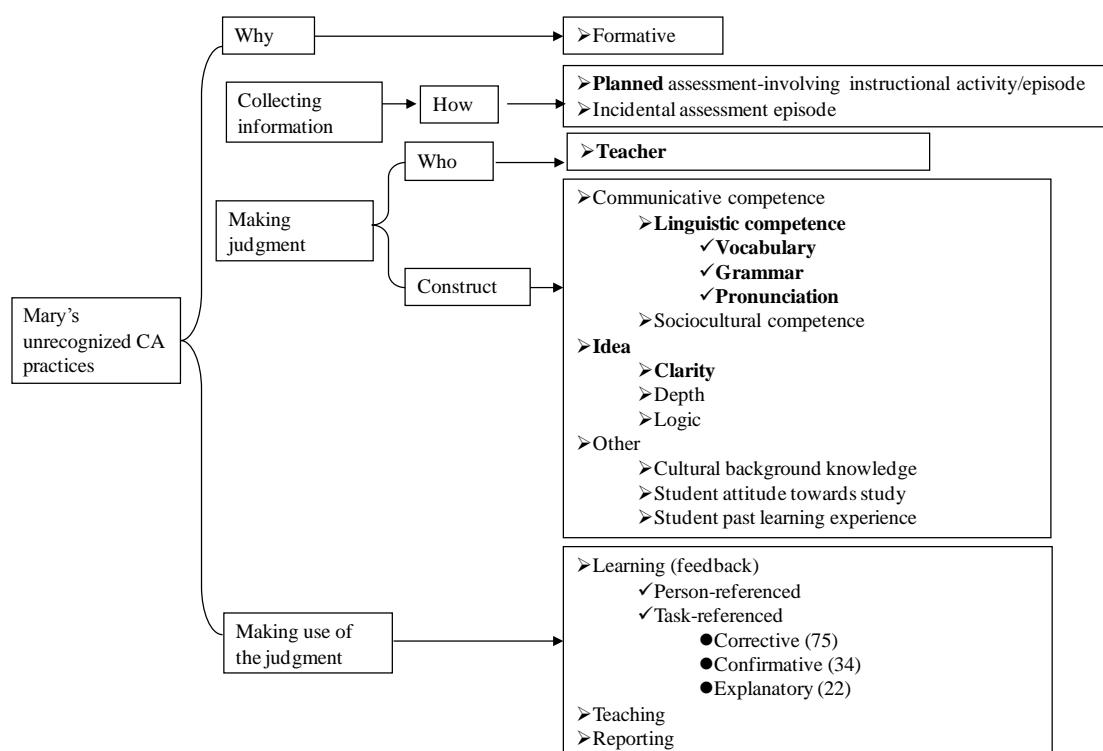 Why
➢Formative
Collecting
information
How
➢Planned assessment-involving instructional activity/episode
➢Incidental assessment episode
Who
➢Teacher
Making
judgment
Construct
➢Communicative competence
➢Linguistic competence
✓Vocabulary
✓Grammar
✓Pronunciation
➢Sociocultural competence
➢Idea
➢Clarity
➢Depth
➢Logic
➢Other
➢Cultural background knowledge
➢Student attitude towards study
➢Student past learning experience
Mary’s
unrecognized CA
practices
Making use of
the judgment
➢Learning (feedback)
✓Person-referenced
✓Task-referenced
●Corrective (75)
●Confirmative (34)
●Explanatory (22)
➢Teaching
➢Reporting